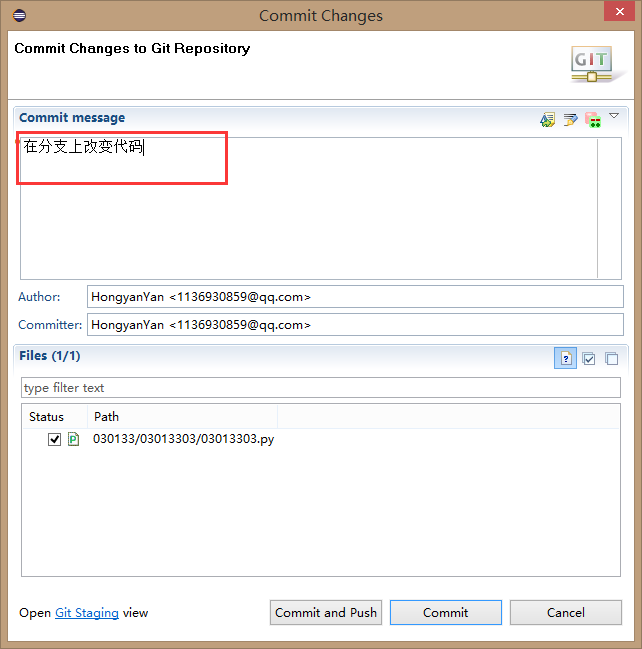 Commit Changes
Commit Changes to Git Repository
GIT
Commit message
在分支上改变代码
Author: HongyanYan <1136930859@qq.com>
Committer: HongyanYan <1136930859@qq.com>
Files (1/1)
type filter text
Status Path
030133/03013303/03013303.py
Open Git Staging view
Commit and Push Commit Cancel